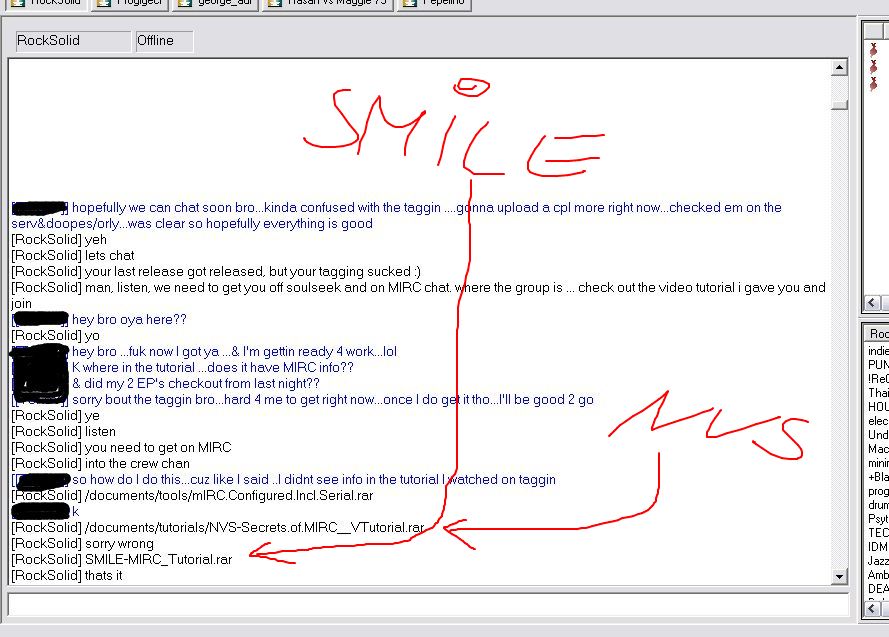 RockSolid Progigeci george_adi Hasan Vs Maggie 75 Pepelino
RockSolid Offline
SMiLE
hopefully we can chat soon bro...kinda confused with the taggin ....gonna upload a cpl more right now...checked em on the
serv&doopes/orly...was clear so hopefully everything is good
[RockSolid] yeh
[RockSolid] lets chat
[RockSolid] your last release got released, but your tagging sucked :)
[RockSolid] man, listen, we need to get you off soulseek and on MIRC chat. where the group is ... check out the video tutorial i gave you and
join
hey bro oya here??
[RockSolid] yo
hey bro ...fuk now I got ya ...& I'm gettin ready 4 work...lol
K where in the tutorial ...does it have MIRC info??
& did my 2 EP's checkout from last night??
sorry bout the taggin bro...hard 4 me to get right now...once I do get it tho...I'll be good 2 go
[RockSolid] ye
[RockSolid] listen
[RockSolid] you need to get on MIRC
[RockSolid] into the crew chan
so how do I do this...cuz like I said ..I didnt see info in the tutorial I watched on taggin
[RockSolid] /documents/tools/mIRC.Configured.Incl.Serial.rar
k
[RockSolid] /documents/tutorials/NVS-Secrets.of.MIRC__VTutorial.rar
[RockSolid] sorry wrong
[RockSolid] SMILE-MIRC_Tutorial.rar
[RockSolid] thats it
NVS
Roc
indie
PUN
!ReC
Thai
HOU
elec
Und
Mac
minin
+Bla
prog
drum
Psyt
TEC
IDM
Jazz
Amb
DEA